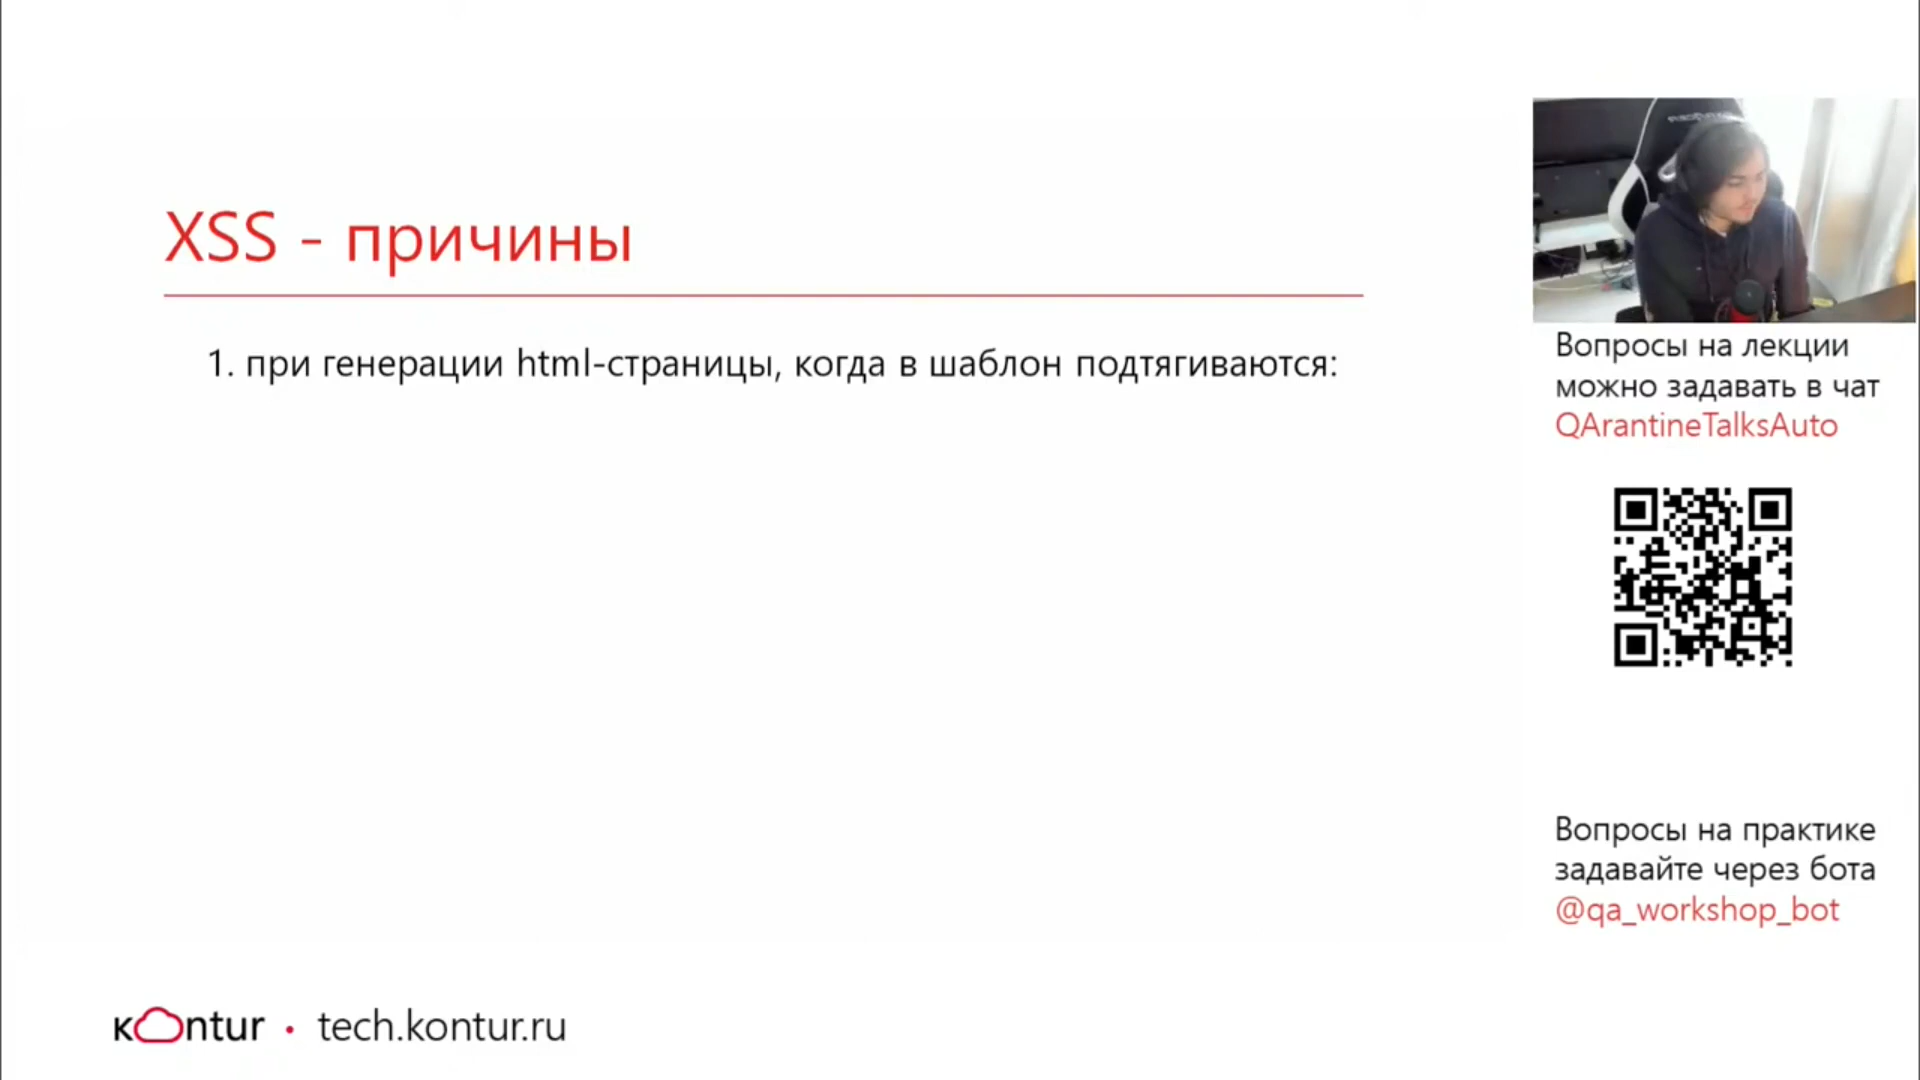 XSS - причины
1. при генерации html-страницы, когда в шаблон подтягиваются:
Вопросы на лекции
можно задавать в чат
QArantineTalksAuto
Вопросы на практике
задавайте через бота
@qa_workshop_bot
контur • tech.kontur.ru